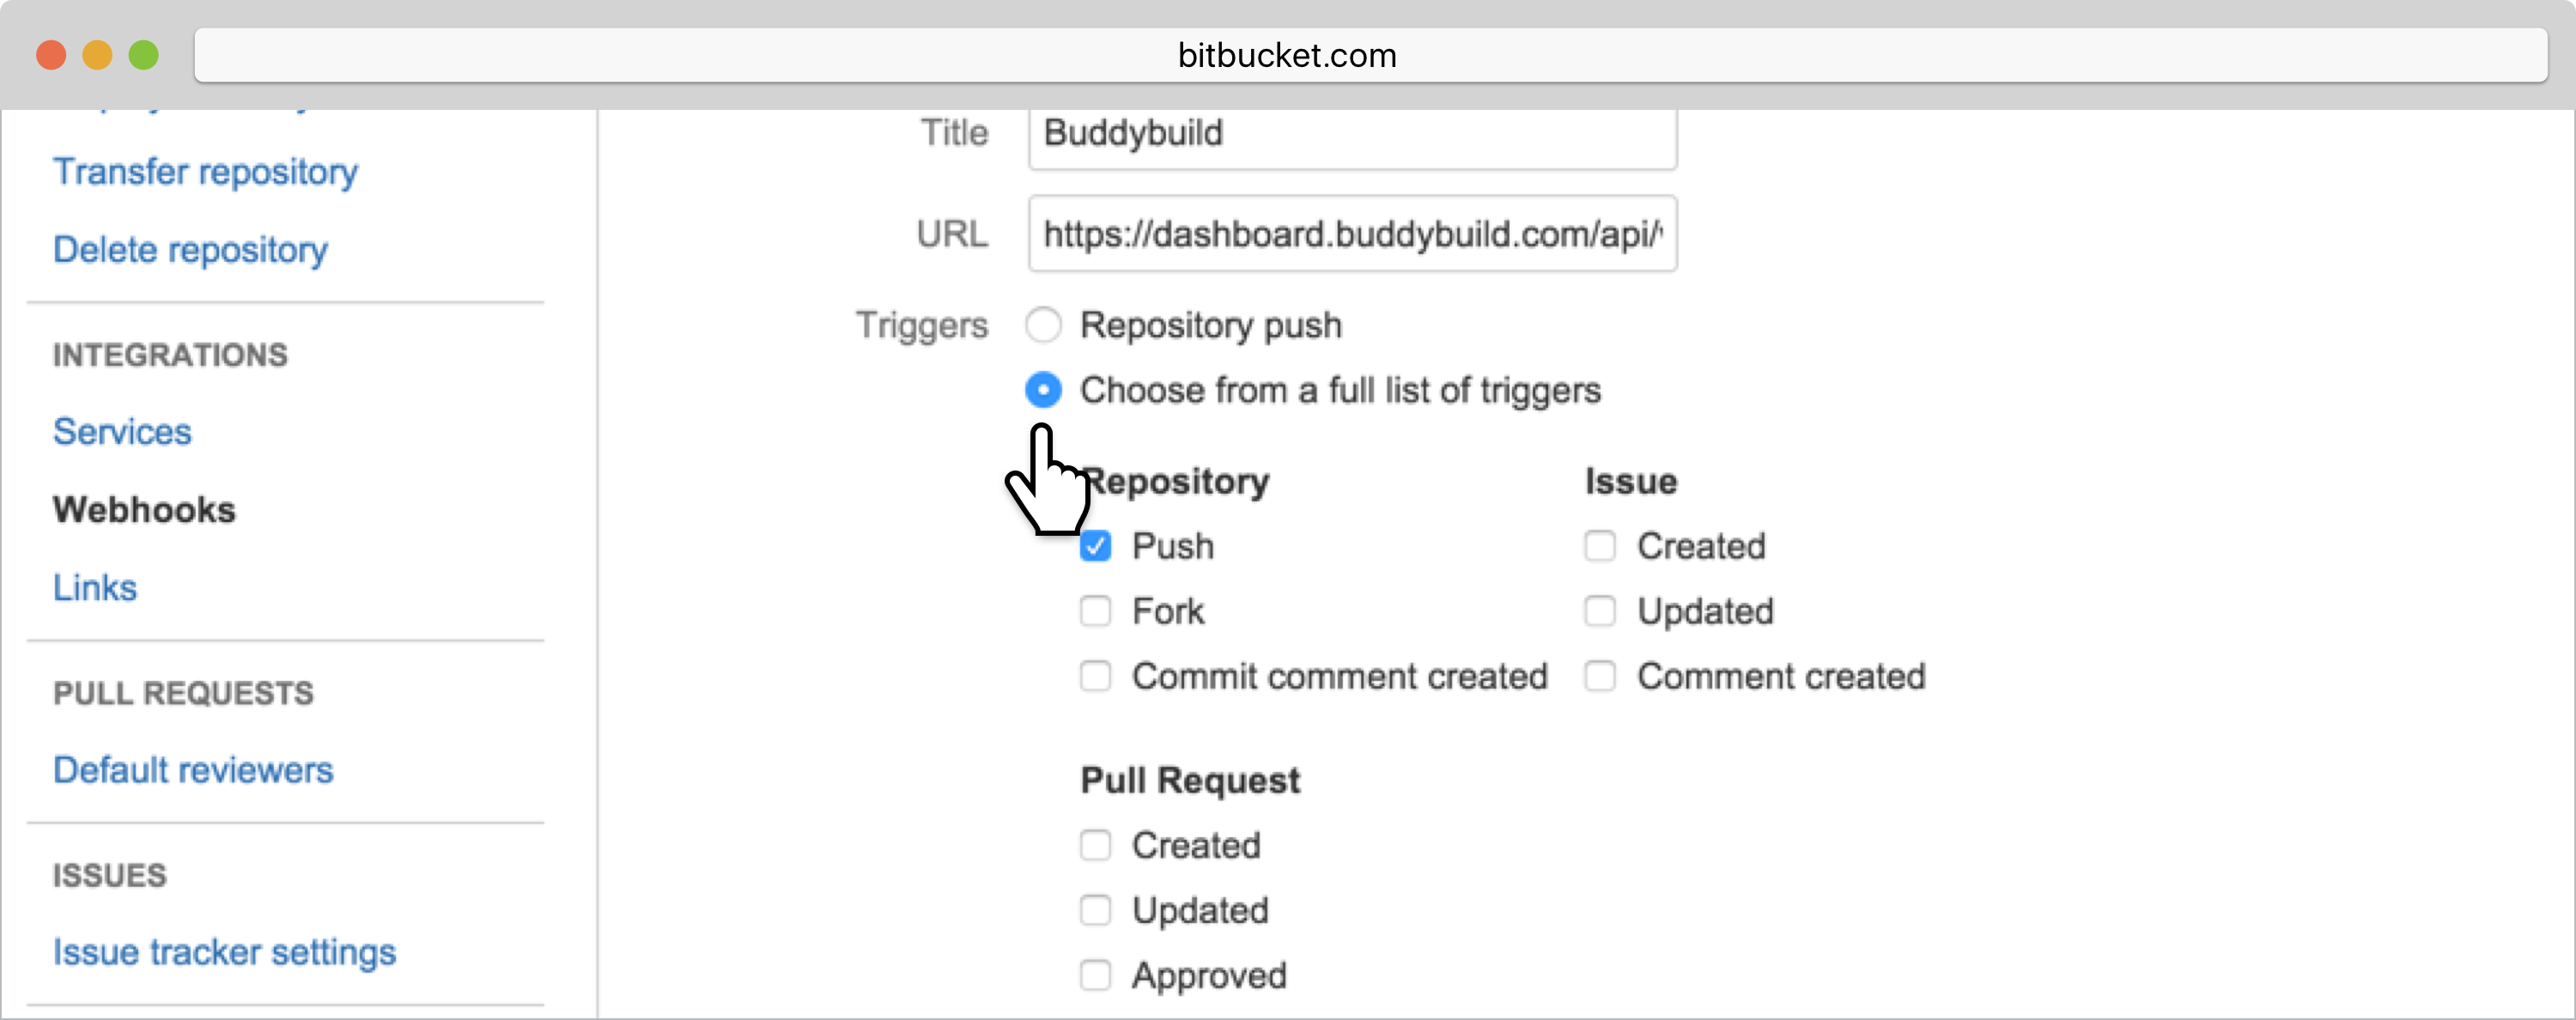 bitbucket.com
Transfer repository
Delete repository
INTEGRATIONS
Services
Webhooks
Links
PULL REQUESTS
Default reviewers
ISSUES
Issue tracker settings
Title Buddybuild
URL https://dashboard.buddybuild.com/api/
Triggers Repository push
Choose from a full list of triggers
Repository Issue
Push Created
Fork Updated
Commit comment created Comment created
Pull Request
Created
Updated
Approved